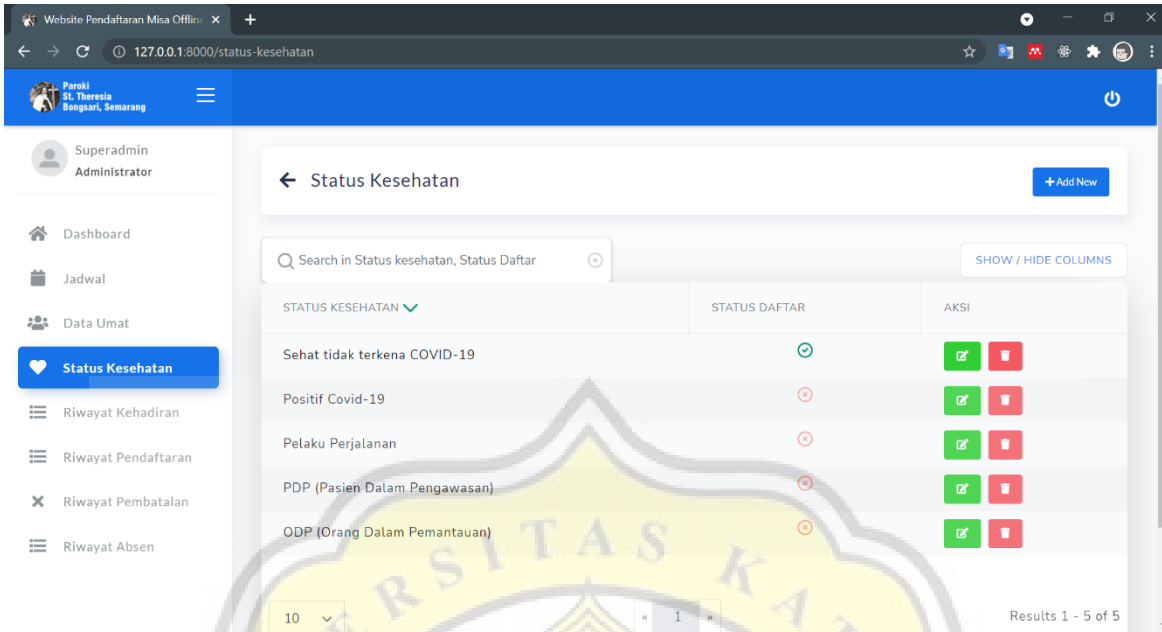 Website Pendaftaran Misa Offlin
127.0.0.1:8000/status-kesehatan
Paroki
St. Theresia
Bongsari, Semarang
Superadmin
Administrator
Dashboard
Jadwal
Data Umat
Status Kesehatan
Riwayat Kehadiran
Riwayat Pendaftaran
Riwayat Pembatalan
Riwayat Absen
Status Kesehatan
Add New
Search in Status kesehatan, Status Daftar
SHOW / HIDE COLUMNS
STATUS KESEHATAN STATUS DAFTAR AKSI
Sehat tidak terkena COVID-19
Positif Covid-19
Pelaku Perjalanan
PDP (Pasien Dalam Pengawasan)
ODP (Orang Dalam Pemantauan)
10 « 1 » Results 1 - 5 of 5
ERSITAS KAT